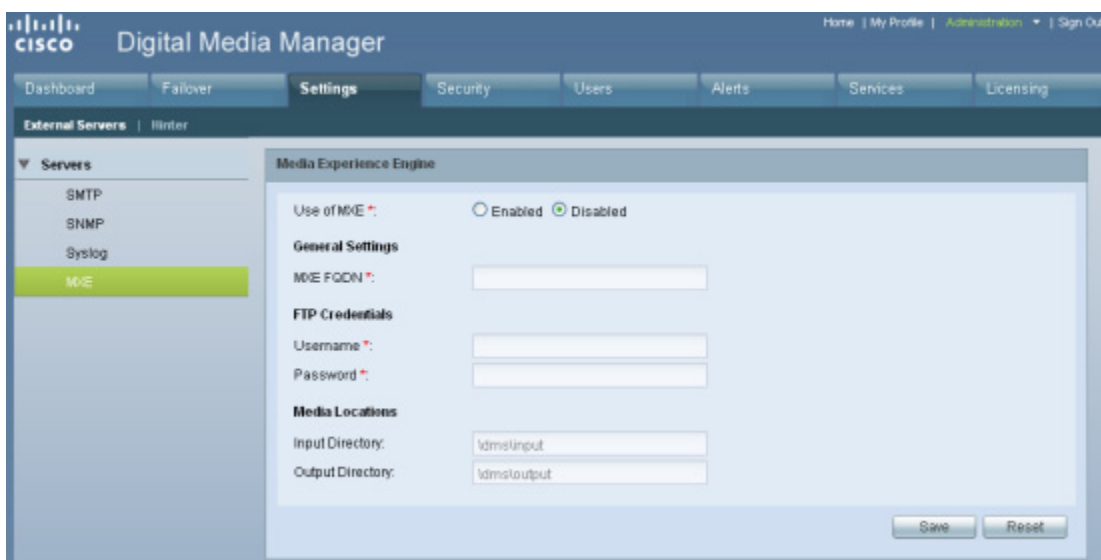 Home | My Profile | Administration | Sign Ou
CISCO Digital Media Manager
Dashboard Failover Settings Security Users Alerts Services Licensing
External Servers | Hinter
Servers
SMTP
SNMP
Syslog
MXE
Media Experience Engine
Use of MXE *: Enabled Disabled
General Settings
MXE FQDN *:
FTP Credentials
Username *:
Password *:
Media Locations
Input Directory: \dms\input
Output Directory: \dms\output
Save Reset